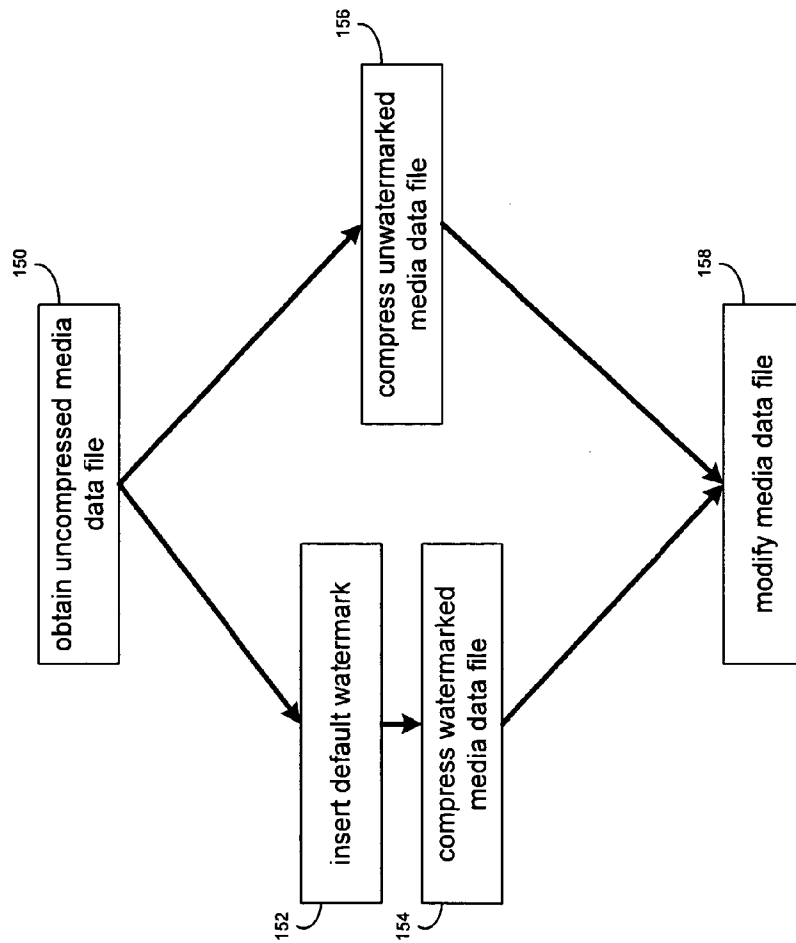 150
obtain uncompressed media
data file
152
insert default watermark
154
compress watermarked
media data file
156
compress unwatermarked
media data file
158
modify media data file